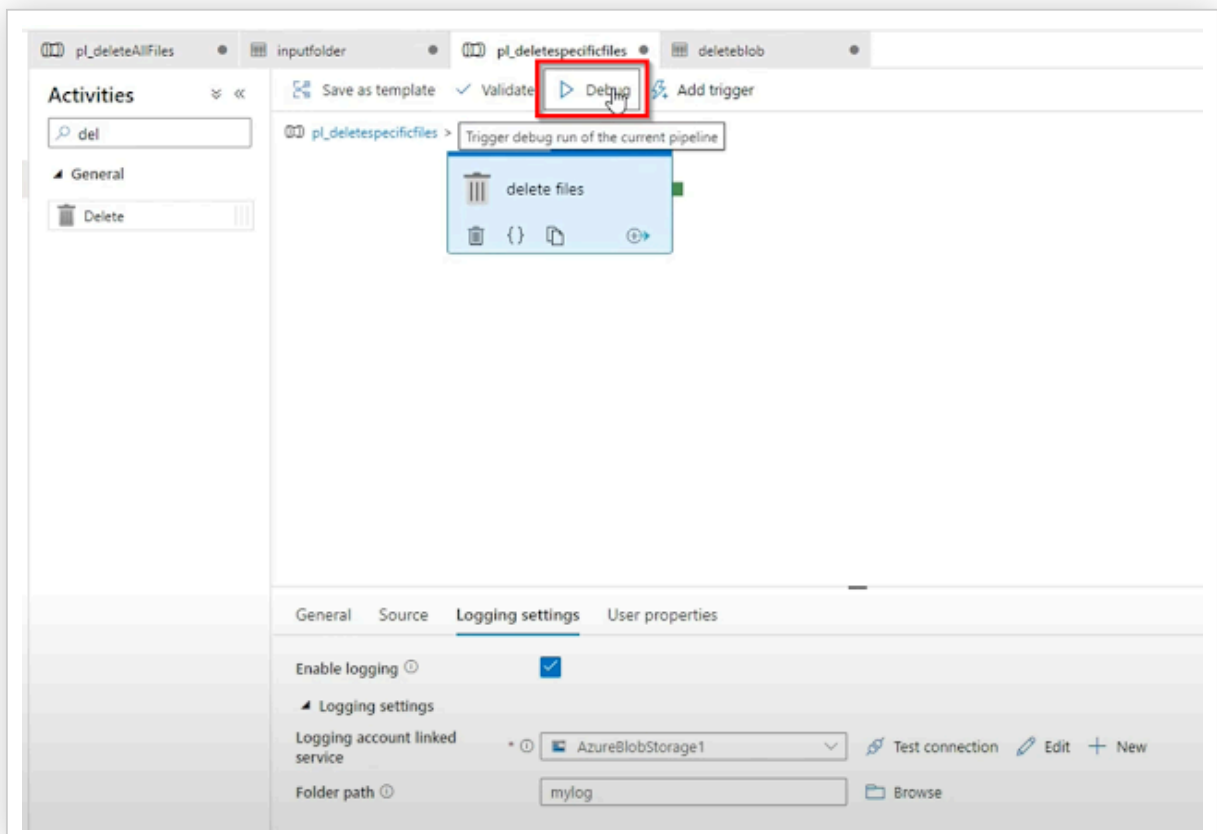 pl_deleteAllFiles inputfolder pl_deletespecificfiles deleteblob
Activities
Save as template Validate Debug Add trigger
del
pl_deletespecificfiles >
Trigger debug run of the current pipeline
General
delete files
Delete
{}
General Source Logging settings User properties
Enable logging
Logging settings
Logging account linked
service
* AzureBlobStorage1 Test connection Edit New
Folder path mylog Browse